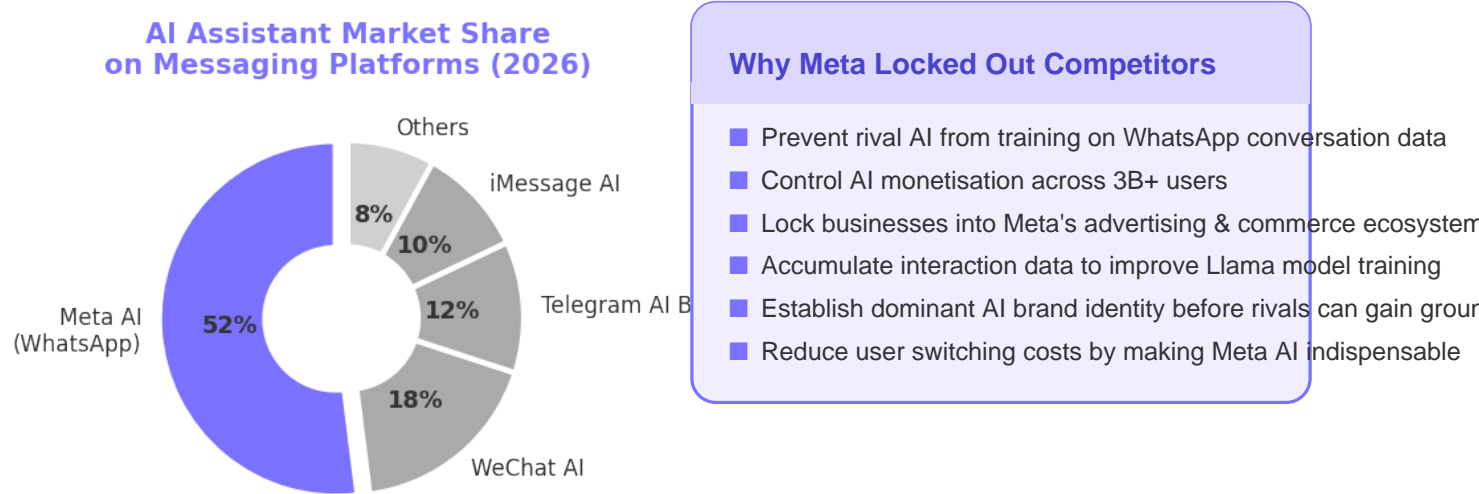 AI Assistant Market Share
on Messaging Platforms (2026)
Others
iMessage AI
8%
10%
Telegram AI B
12%
Meta AI
(WhatsApp)
52%
18%
WeChat AI
Why Meta Locked Out Competitors
■ Prevent rival AI from training on WhatsApp conversation data
■ Control AI monetisation across 3B+ users
■ Lock businesses into Meta's advertising & commerce ecosystem
■ Accumulate interaction data to improve Llama model training
■ Establish dominant AI brand identity before rivals can gain groun
■ Reduce user switching costs by making Meta AI indispensable